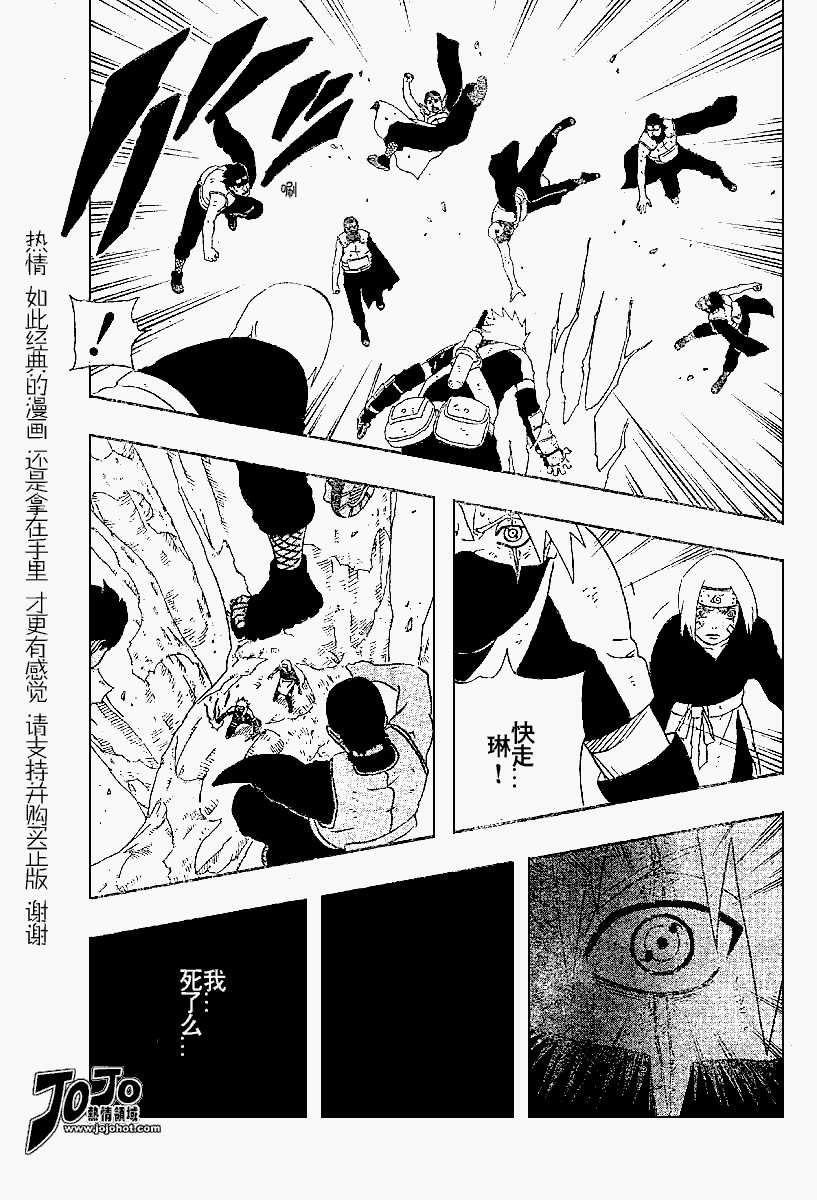 唰
！
快走…
琳！
我…
死了么…
热情 如此经典的漫画 还是拿在手里 才更有感觉 请支持并购买正版 谢谢
JOJO
熱情領域
www.jojohot.com